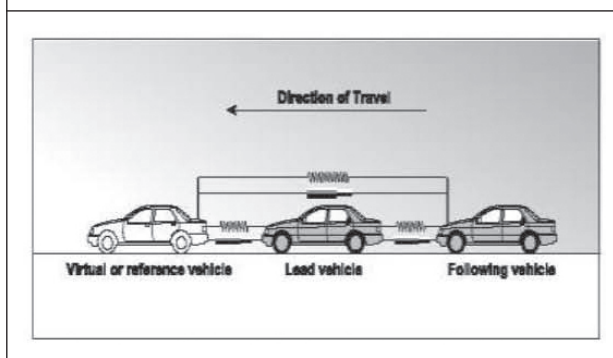 Direction of Travel
Virtual or reference vehicle Lead vehicle Following vehicle